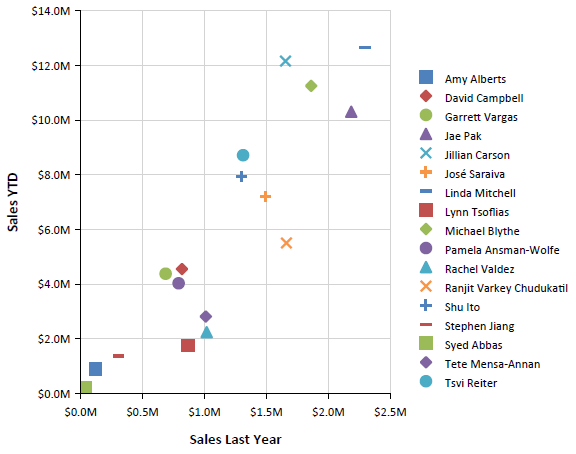 $14.0M
$12.0M
$10.0M
$8.0M
$6.0M
$4.0M
$2.0M
$0.0M
Sales YTD
$0.0M $0.5M $1.0M $1.5M $2.0M $2.5M
Sales Last Year
Amy Alberts
David Campbell
Garrett Vargas
Jae Pak
Jillian Carson
José Saraiva
Linda Mitchell
Lynn Tsoflias
Michael Blythe
Pamela Ansman-Wolfe
Rachel Valdez
Ranjit Varkey Chudukatil
Shu Ito
Stephen Jiang
Syed Abbas
Tete Mensa-Annan
Tsvi Reiter